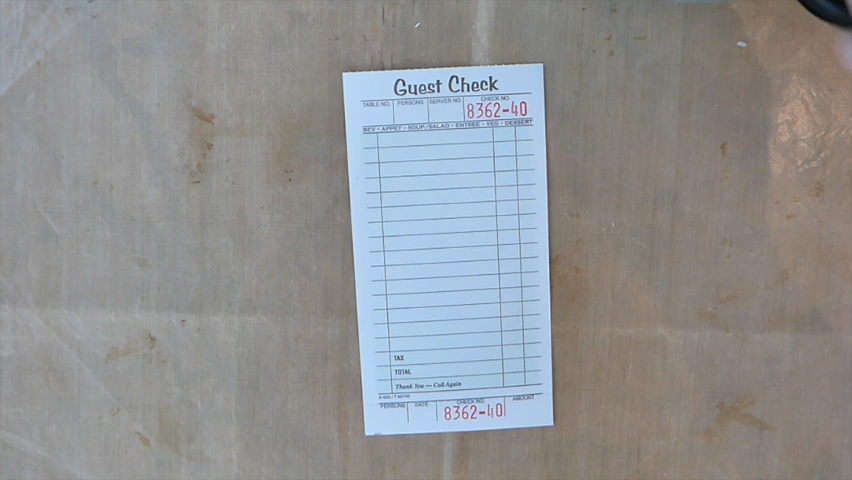 Guest Check
TABLE NO. PERSONS SERVER NO. CHECK NO.
8362-40
BEV - APPET - SOUP/SALAD - ENTREE - VEG - DESSERT
TAX
TOTAL
Thank You — Call Again
PERSONS DATE CHECK NO. AMOUNT
8362-40